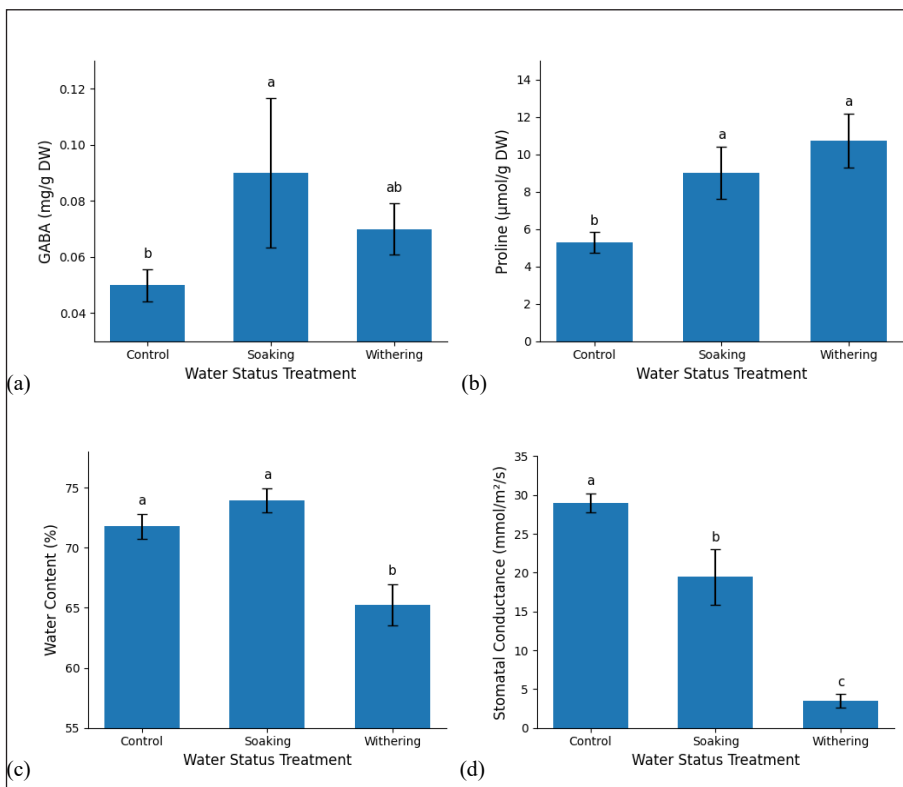 a
0.12
0.10
0.08
0.06
0.04
GABA (mg/g DW)
b
ab
Control Soaking Withering
Water Status Treatment
(a)
14
12
10
8
6
4
2
0
Proline (μmol/g DW)
b
a
a
Control Soaking Withering
Water Status Treatment
(b)
75
70
65
60
55
Water Content (%)
a
a
b
Control Soaking Withering
Water Status Treatment
(c)
35
30
25
20
15
10
5
0
Stomatal Conductance (mmol/m²/s)
a
b
c
Control Soaking Withering
Water Status Treatment
(d)